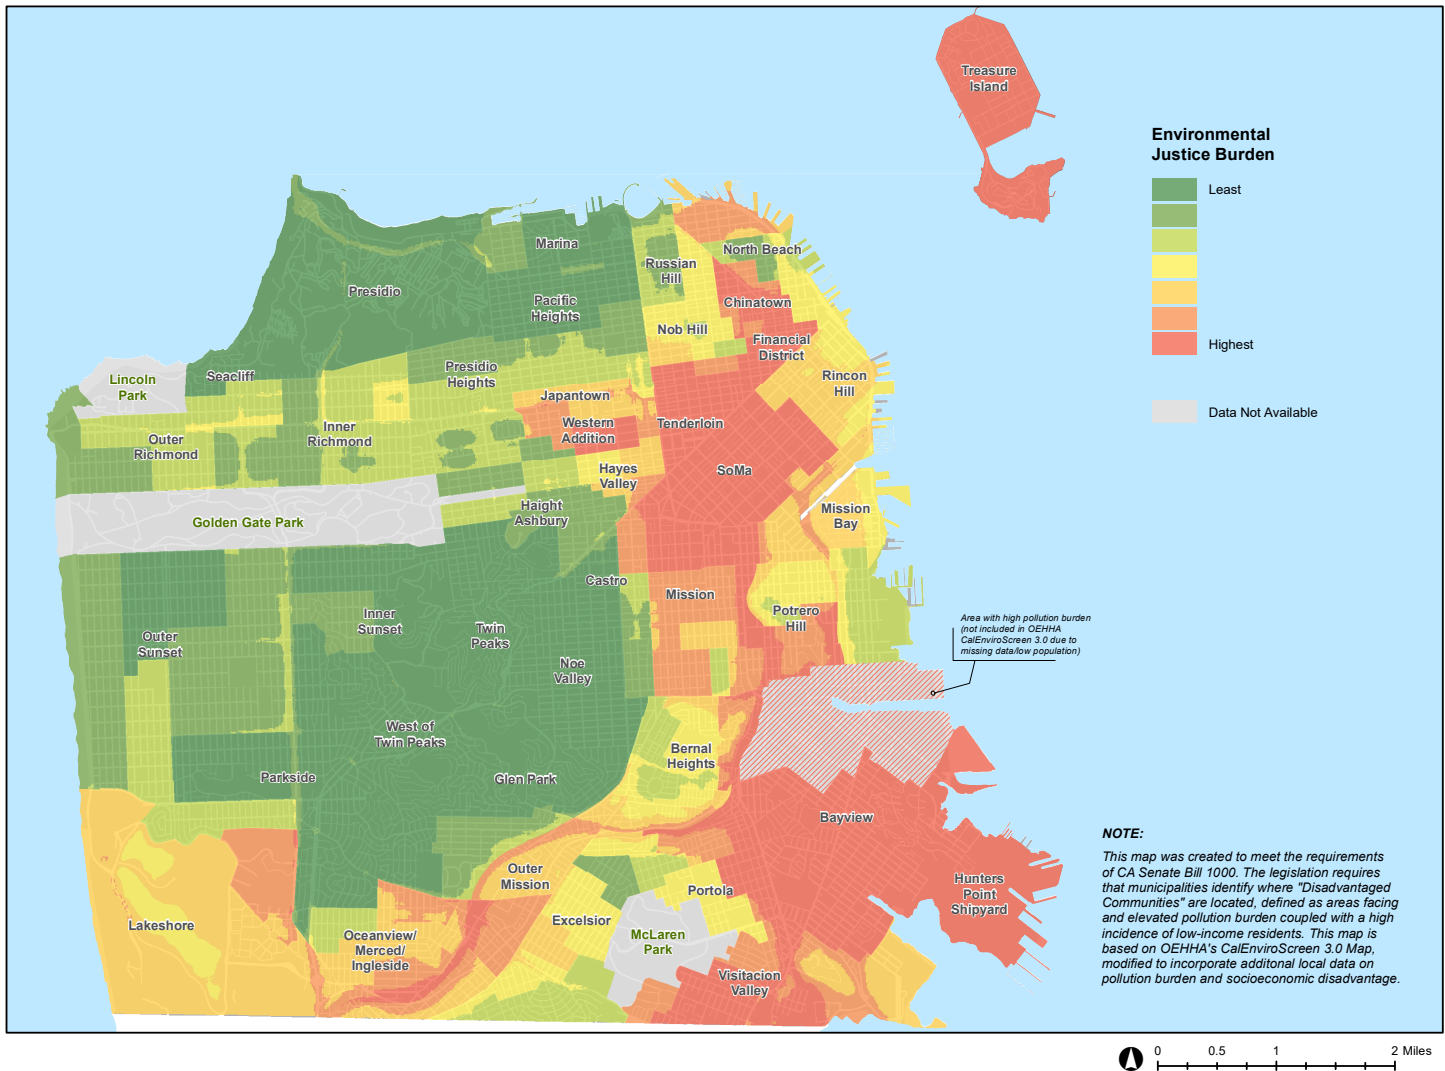 Treasure
Island
Environmental
Justice Burden
Least
Highest
Data Not Available
Marina
North Beach
Russian
Hill
Presidio
Pacific
Heights
Chinatown
Nob Hill
Financial
District
Lincoln
Park
Seacliff
Presidio
Heights
Rincon
Hill
Japantown
Outer
Richmond
Inner
Richmond
Western
Addition
Tenderloin
Hayes
Valley
SoMa
Golden Gate Park
Haight
Ashbury
Mission
Bay
Castro
Mission
Inner
Sunset
Twin
Peaks
Potrero
Hill
Outer
Sunset
Noe
Valley
Area with high pollution burden
(not included in OEHHA
CalEnviroScreen 3.0 due to
missing data/low population)
West of
Twin Peaks
Bernal
Heights
Parkside
Glen Park
Bayview
Outer
Mission
Portola
Hunters
Point
Shipyard
Lakeshore
Excelsior
Oceanview/
Merced/
Ingleside
McLaren
Park
Visitacion
Valley
NOTE:
This map was created to meet the requirements
of CA Senate Bill 1000. The legislation requires
that municipalities identify where "Disadvantaged
Communities" are located, defined as areas facing
and elevated pollution burden coupled with a high
incidence of low-income residents. This map is
based on OEHHA's CalEnviroScreen 3.0 Map,
modified to incorporate additonal local data on
pollution burden and socioeconomic disadvantage.
0 0.5 1 2 Miles